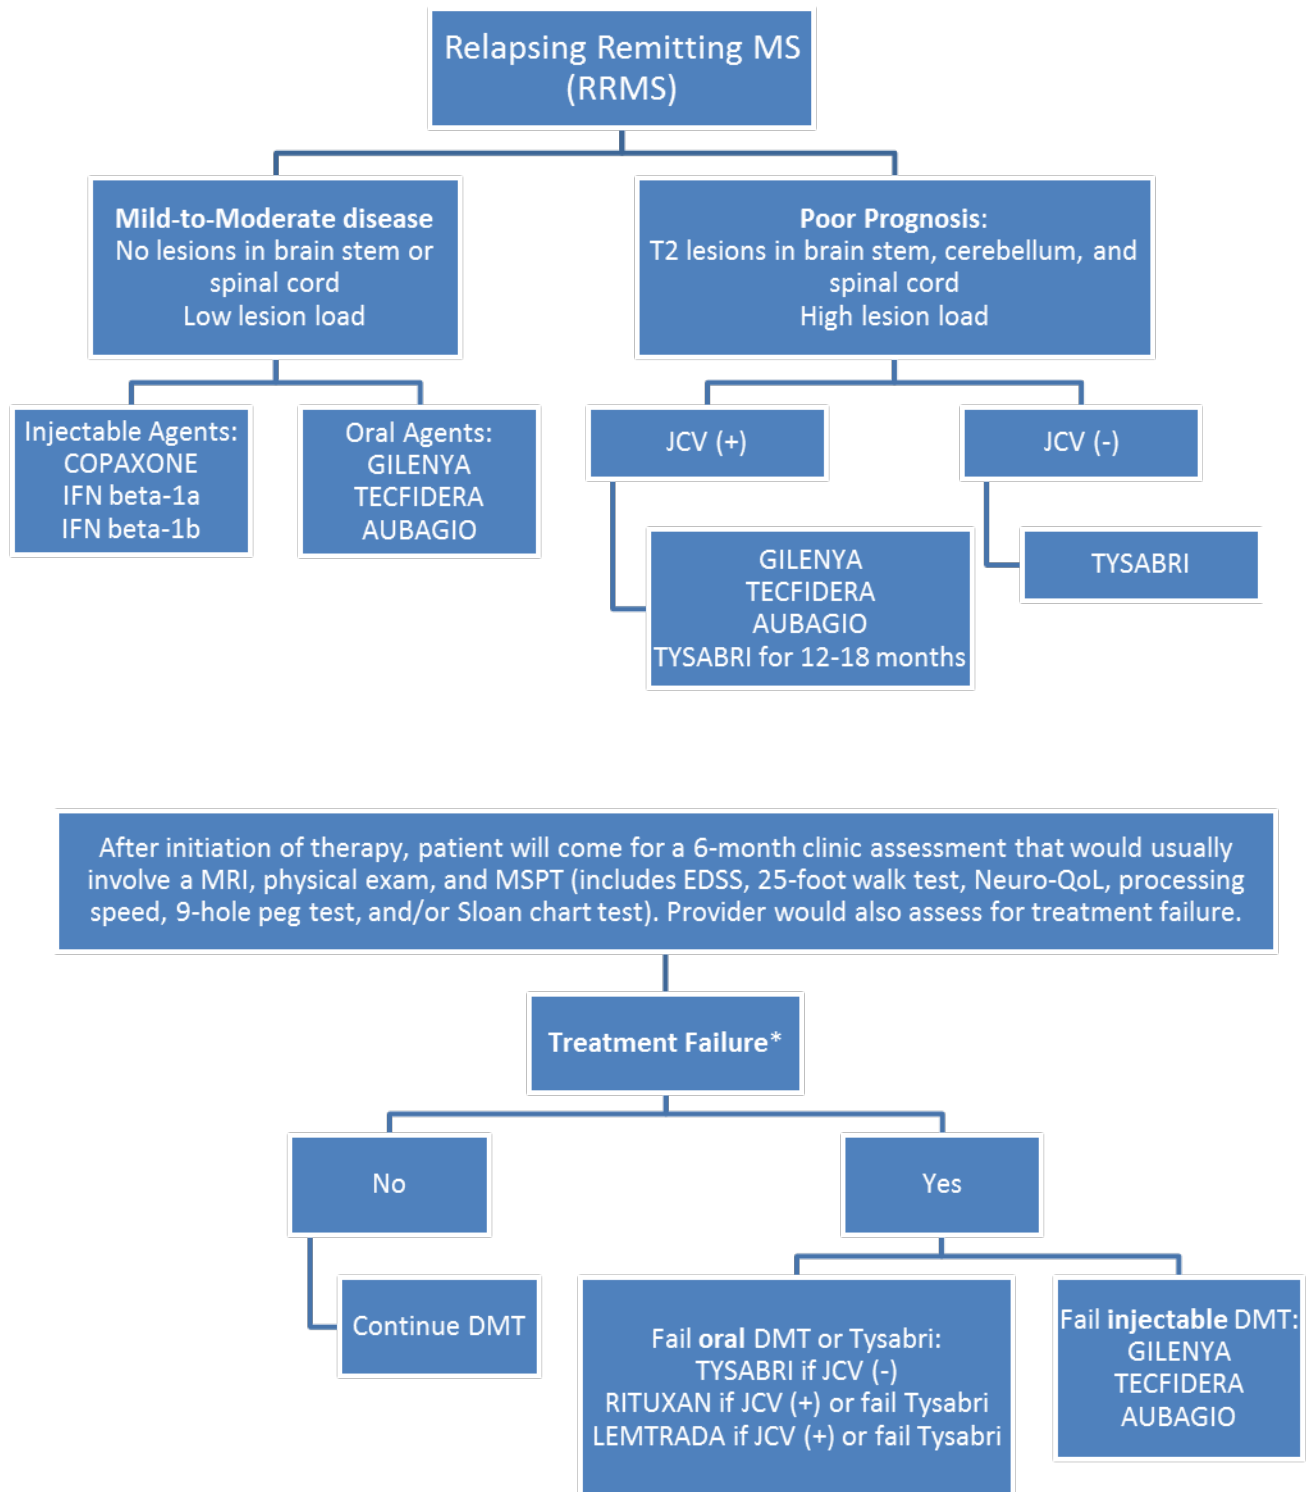 Relapsing Remitting MS
(RRMS)
Mild-to-Moderate disease
No lesions in brain stem or
spinal cord
Low lesion load
Poor Prognosis:
T2 lesions in brain stem, cerebellum, and
spinal cord
High lesion load
Injectable Agents:
COPAXONE
IFN beta-1a
IFN beta-1b
Oral Agents:
GILENYA
TECFIDERA
AUBAGIO
JCV (+)
JCV (-)
GILENYA
TECFIDERA
AUBAGIO
TYSABRI for 12-18 months
TYSABRI
After initiation of therapy, patient will come for a 6-month clinic assessment that would usually
involve a MRI, physical exam, and MSPT (includes EDSS, 25-foot walk test, Neuro-QoL, processing
speed, 9-hole peg test, and/or Sloan chart test). Provider would also assess for treatment failure.
Treatment Failure*
No
Yes
Continue DMT
Fail oral DMT or Tysabri:
TYSABRI if JCV (-)
RITUXAN if JCV (+) or fail Tysabri
LEMTRADA if JCV (+) or fail Tysabri
Fail injectable DMT:
GILENYA
TECFIDERA
AUBAGIO